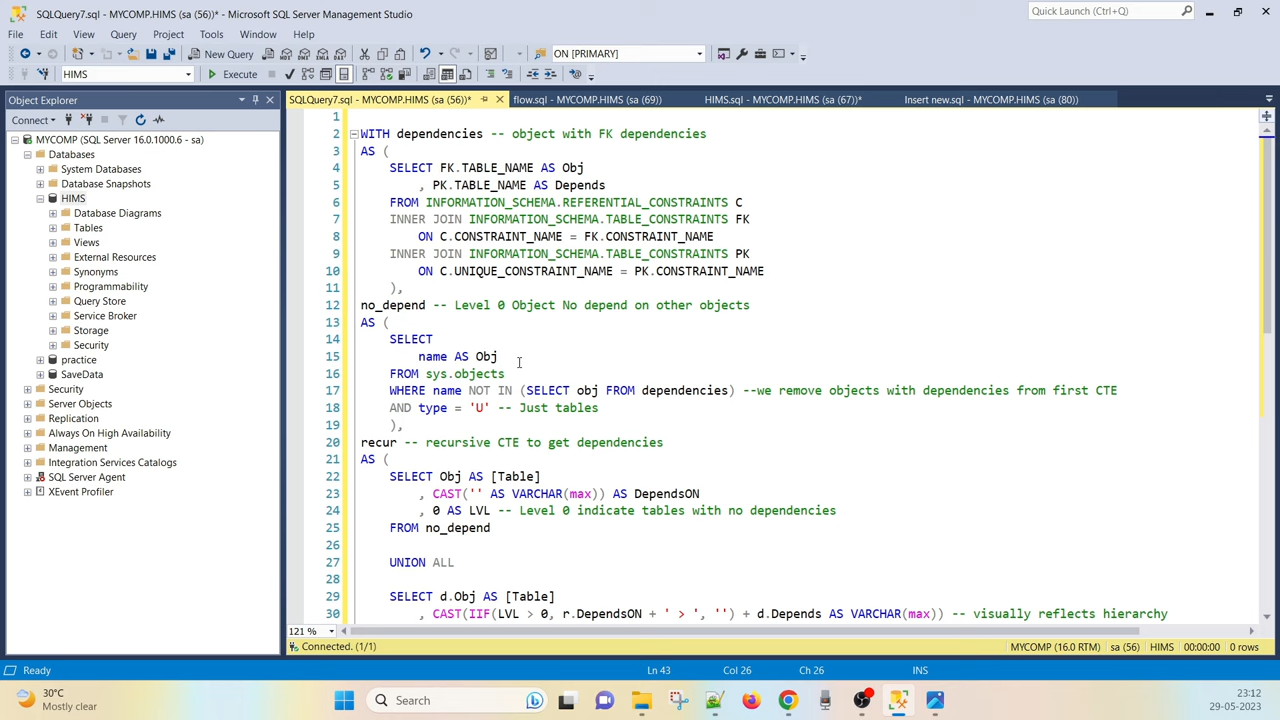 SQLQuery7.sql - MYCOMP.HIMS (sa (56))* - Microsoft SQL Server Management Studio
Quick Launch (Ctrl+Q)
File Edit View Query Project Tools Window Help
New Query
MDX DMX XMLA DAX
ON [PRIMARY]
HIMS
Execute
Object Explorer
SQLQuery7.sql - MYCOMP.HIMS (sa (56))*
flow.sql - MYCOMP.HIMS (sa (69))
HIMS.sql - MYCOMP.HIMS (sa (67))*
Insert new.sql - MYCOMP.HIMS (sa (80))
Connect
MYCOMP (SQL Server 16.0.1000.6 - sa)
Databases
System Databases
Database Snapshots
HIMS
Database Diagrams
Tables
Views
External Resources
Synonyms
Programmability
Query Store
Service Broker
Storage
Security
practice
SaveData
Security
Server Objects
Replication
Always On High Availability
Management
Integration Services Catalogs
SQL Server Agent
XEvent Profiler
1
2 WITH dependencies -- object with FK dependencies
3 AS (
4 SELECT FK.TABLE_NAME AS Obj
5 , PK.TABLE_NAME AS Depends
6 FROM INFORMATION_SCHEMA.REFERENTIAL_CONSTRAINTS C
7 INNER JOIN INFORMATION_SCHEMA.TABLE_CONSTRAINTS FK
8 ON C.CONSTRAINT_NAME = FK.CONSTRAINT_NAME
9 INNER JOIN INFORMATION_SCHEMA.TABLE_CONSTRAINTS PK
10 ON C.UNIQUE_CONSTRAINT_NAME = PK.CONSTRAINT_NAME
11 ),
12 no_depend -- Level 0 Object No depend on other objects
13 AS (
14 SELECT
15 name AS Obj
16 FROM sys.objects
17 WHERE name NOT IN (SELECT obj FROM dependencies) --we remove objects with dependencies from first CTE
18 AND type = 'U' -- Just tables
19 ),
20 recur -- recursive CTE to get dependencies
21 AS (
22 SELECT Obj AS [Table]
23 , CAST('' AS VARCHAR(max)) AS DependsON
24 , 0 AS LVL -- Level 0 indicate tables with no dependencies
25 FROM no_depend
26
27 UNION ALL
28
29 SELECT d.Obj AS [Table]
30 , CAST(IIF(LVL > 0, r.DependsON + ' > ', '') + d.Depends AS VARCHAR(max)) -- visually reflects hierarchy
121 %
Connected. (1/1)
MYCOMP (16.0 RTM) sa (56) HIMS 00:00:00 0 rows
Ready
Ln 43 Col 26 Ch 26 INS
30°C
Mostly clear
Search
23:12
29-05-2023